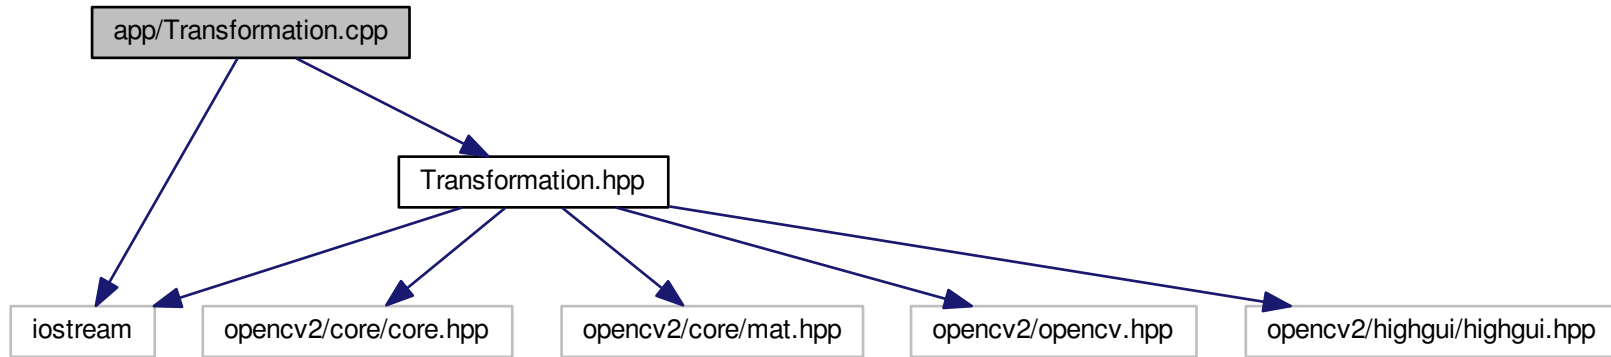 app/Transformation.cpp
Transformation.hpp
iostream
opencv2/core/core.hpp
opencv2/core/mat.hpp
opencv2/opencv.hpp
opencv2/highgui/highgui.hpp